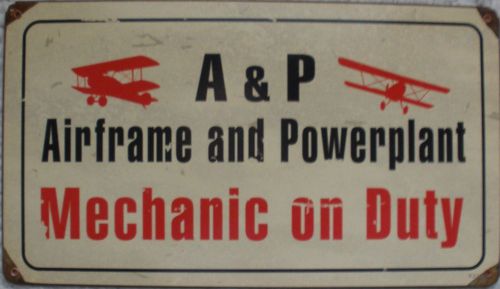 A & P
Airframe and Powerplant
Mechanic on Duty